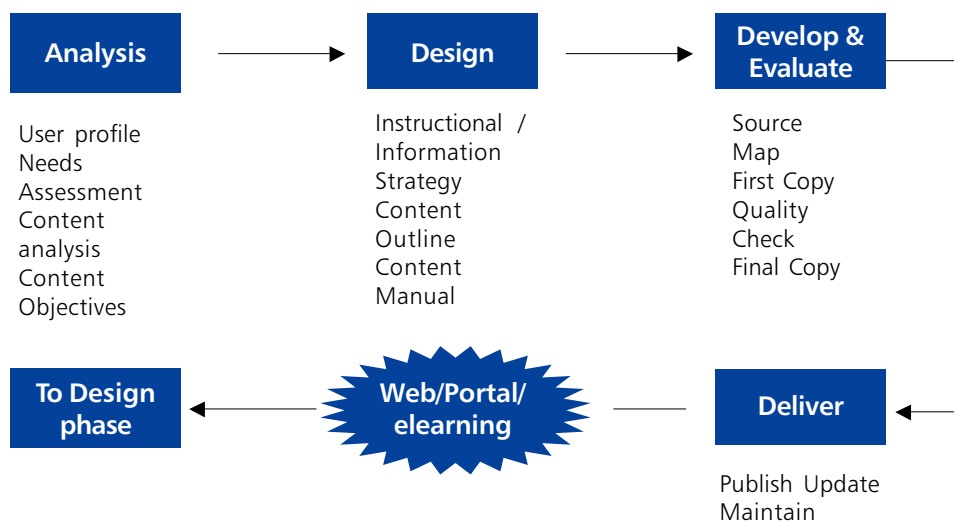 Analysis
Design
Develop &
Evaluate
User profile
Needs
Assessment
Content
analysis
Content
Objectives
Instructional /
Information
Strategy
Content
Outline
Content
Manual
Source
Map
First Copy
Quality
Check
Final Copy
To Design
phase
Web/Portal/
elearning
Deliver
Publish Update
Maintain